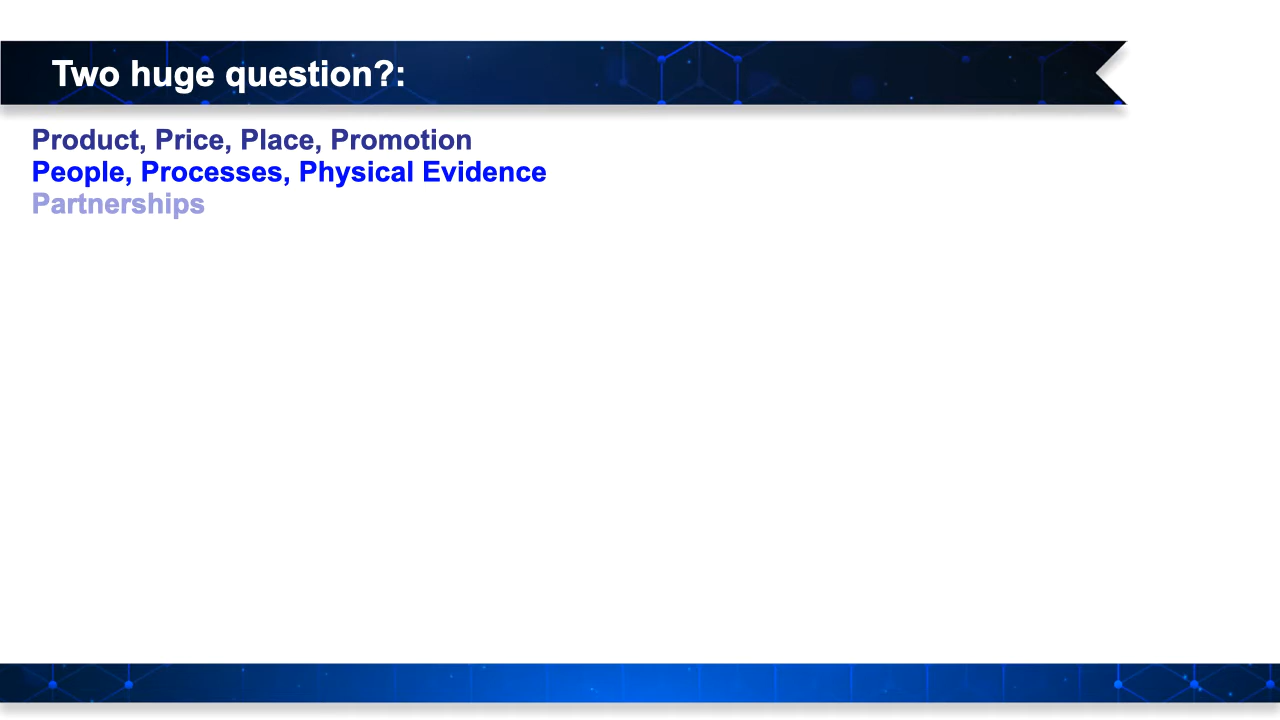 Two huge question?:
Product, Price, Place, Promotion
People, Processes, Physical Evidence
Partnerships